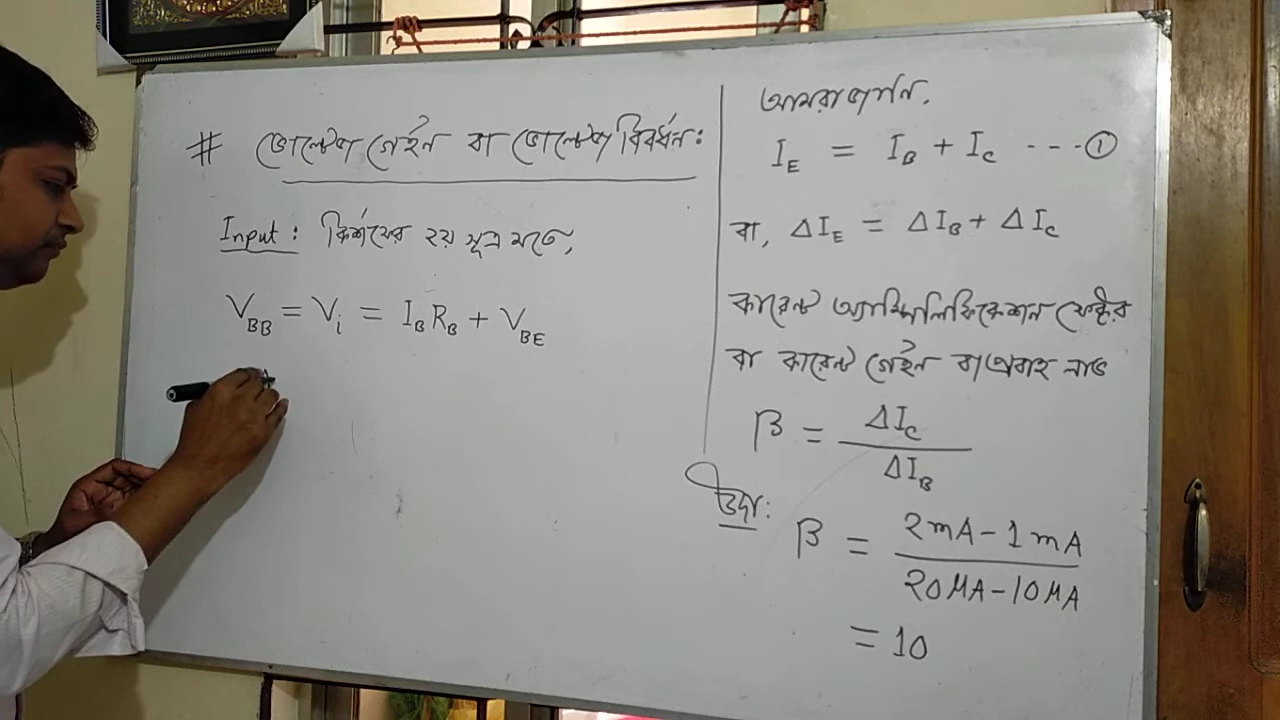 # ভোল্টেজ গেইন বা ভোল্টেজ বিবর্ধন:
Input: কির্শফের ২য় সূত্র মতে,
V_BB = V_i = I_B R_B + V_BE
আমরা জানি,
I_E = I_B + I_C --- ①
বা, ΔI_E = ΔI_B + ΔI_C
কারেন্ট অ্যামপ্লিফিকেশন ফেক্টর
বা কারেন্ট গেইন বা প্রবাহ লাভ
β = ΔI_C / ΔI_B
উদা: β = 2mA - 1mA / 20μA - 10μA
= 10